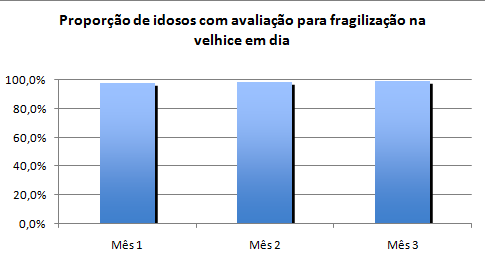 Proporção de idosos com avaliação para fragilização na
velhice em dia
100,0%
80,0%
60,0%
40,0%
20,0%
0,0%
Mês 1 Mês 2 Mês 3